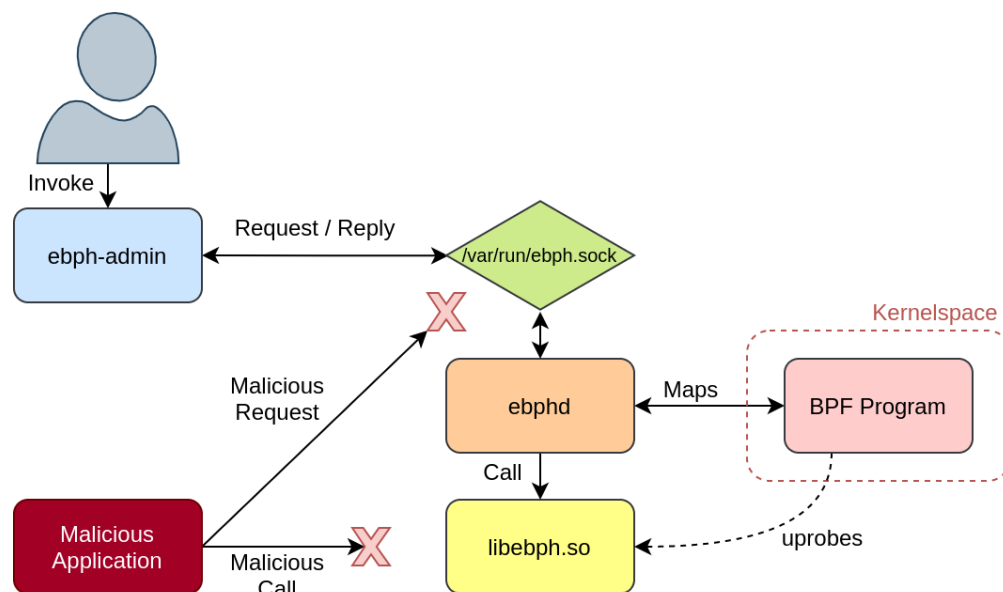 Invoke
ebph-admin
Request / Reply
/var/run/ebph.sock
Kernelspace
Malicious
Request
ebphd
Maps
BPF Program
Call
Malicious
Application
libebph.so
uprobes
Malicious
Call